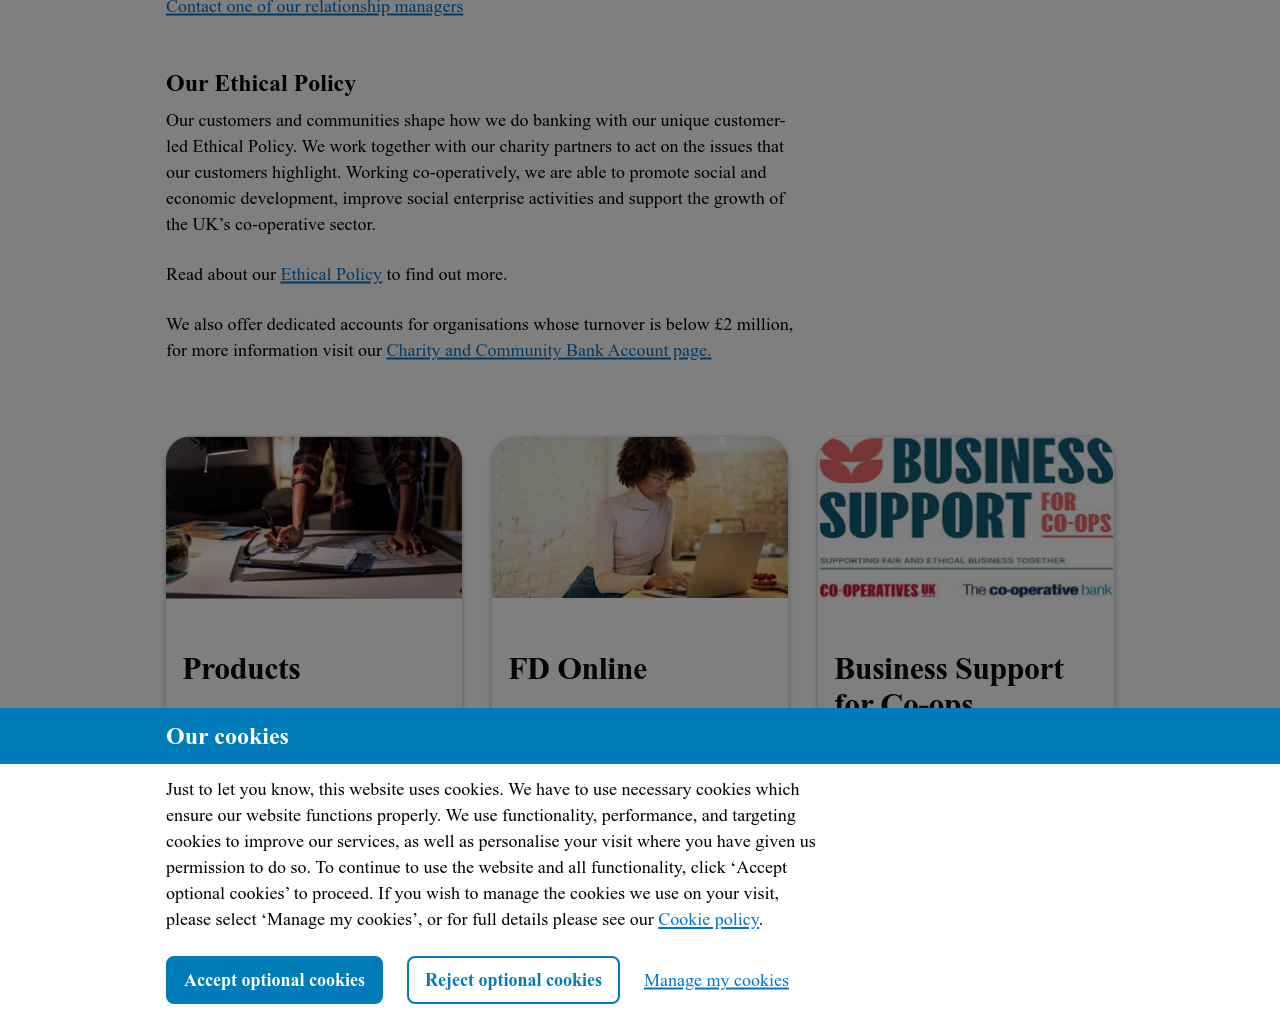 Contact one of our relationship managers
Our Ethical Policy
Our customers and communities shape how we do banking with our unique customer-
led Ethical Policy. We work together with our charity partners to act on the issues that
our customers highlight. Working co-operatively, we are able to promote social and
economic development, improve social enterprise activities and support the growth of
the UK’s co-operative sector.
Read about our Ethical Policy to find out more.
We also offer dedicated accounts for organisations whose turnover is below £2 million,
for more information visit our Charity and Community Bank Account page.
BUSINESS
SUPPORT FOR
CO-OPS
SUPPORTING FAIR AND ETHICAL BUSINESS TOGETHER
CO-OPERATIVES UK The co-operative bank
Products
FD Online
Business Support
for Co-ops
Our cookies
Just to let you know, this website uses cookies. We have to use necessary cookies which
ensure our website functions properly. We use functionality, performance, and targeting
cookies to improve our services, as well as personalise your visit where you have given us
permission to do so. To continue to use the website and all functionality, click ‘Accept
optional cookies’ to proceed. If you wish to manage the cookies we use on your visit,
please select ‘Manage my cookies’, or for full details please see our Cookie policy.
Accept optional cookies Reject optional cookies Manage my cookies